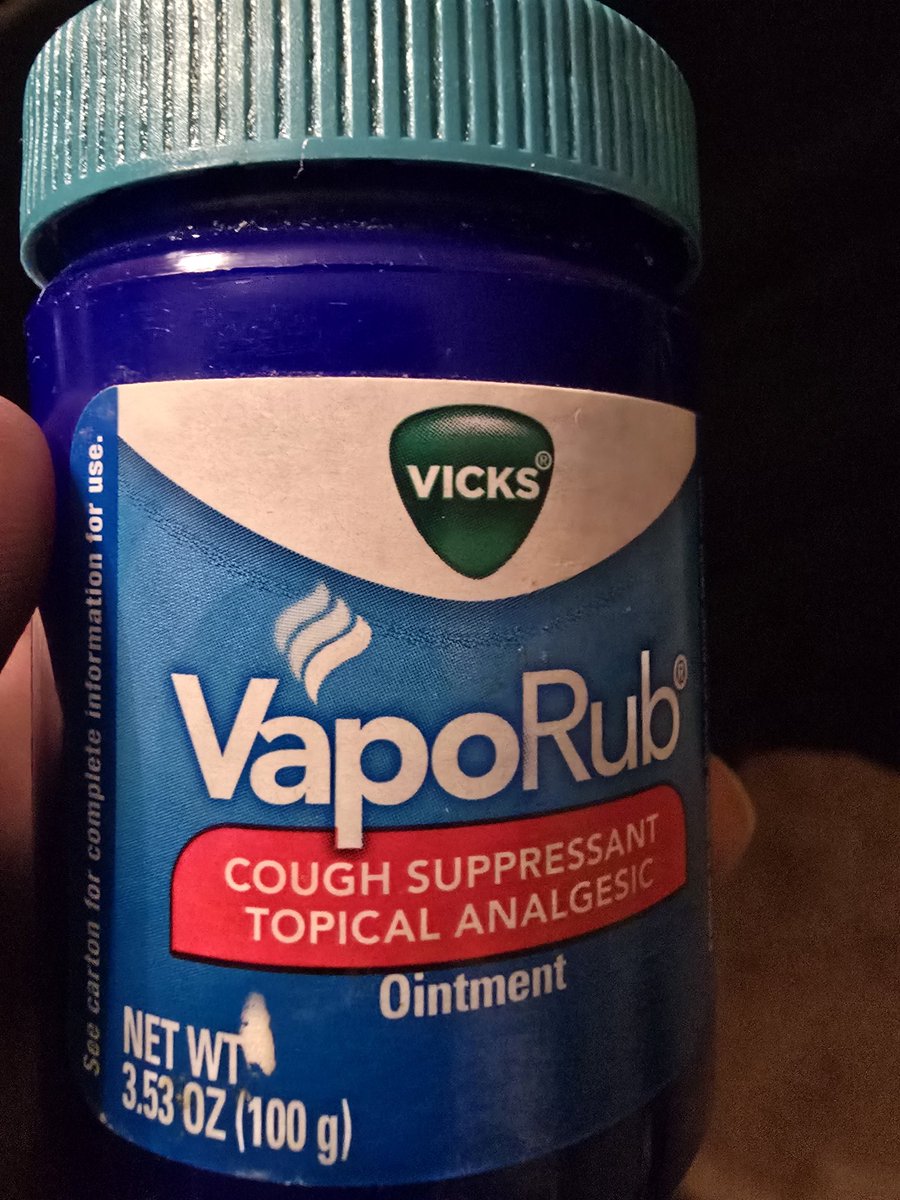 VICKS®
VapoRub®
COUGH SUPPRESSANT
TOPICAL ANALGESIC
Ointment
NET WT
3.53 OZ (100 g)
See carton for complete information for use.